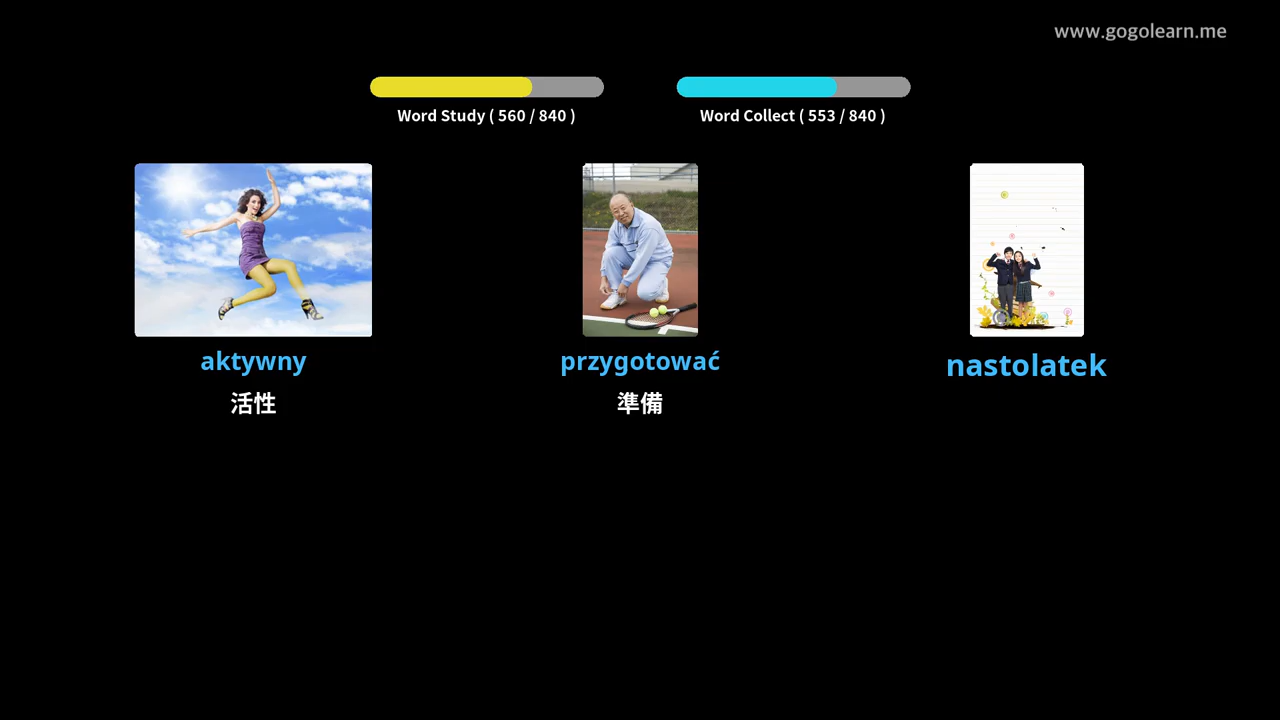 www.gogolearn.me
Word Study ( 560 / 840 )
Word Collect ( 553 / 840 )
aktywny
przygotować
nastolatek
活性
準備